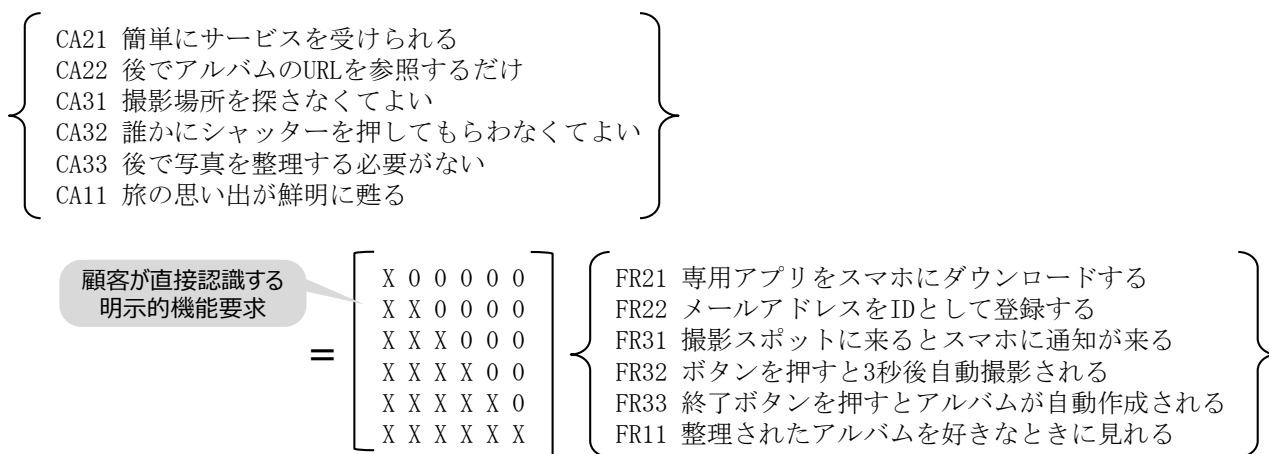 CA21 簡単にサービスを受けられる
CA22 後でアルバムのURLを参照するだけ
CA31 撮影場所を探さなくてよい
CA32 誰かにシャッターを押してもらわなくてよい
CA33 後で写真を整理する必要がない
CA11 旅の思い出が鮮明に甦る
顧客が直接認識する
明示的機能要求
=
X 0 0 0 0 0
X X 0 0 0 0
X X X 0 0 0
X X X X 0 0
X X X X X 0
X X X X X X
FR21 専用アプリをスマホにダウンロードする
FR22 メールアドレスをIDとして登録する
FR31 撮影スポットに来るとスマホに通知が来る
FR32 ボタンを押すと3秒後自動撮影される
FR33 終了ボタンを押すとアルバムが自動作成される
FR11 整理されたアルバムを好きなときに見れる